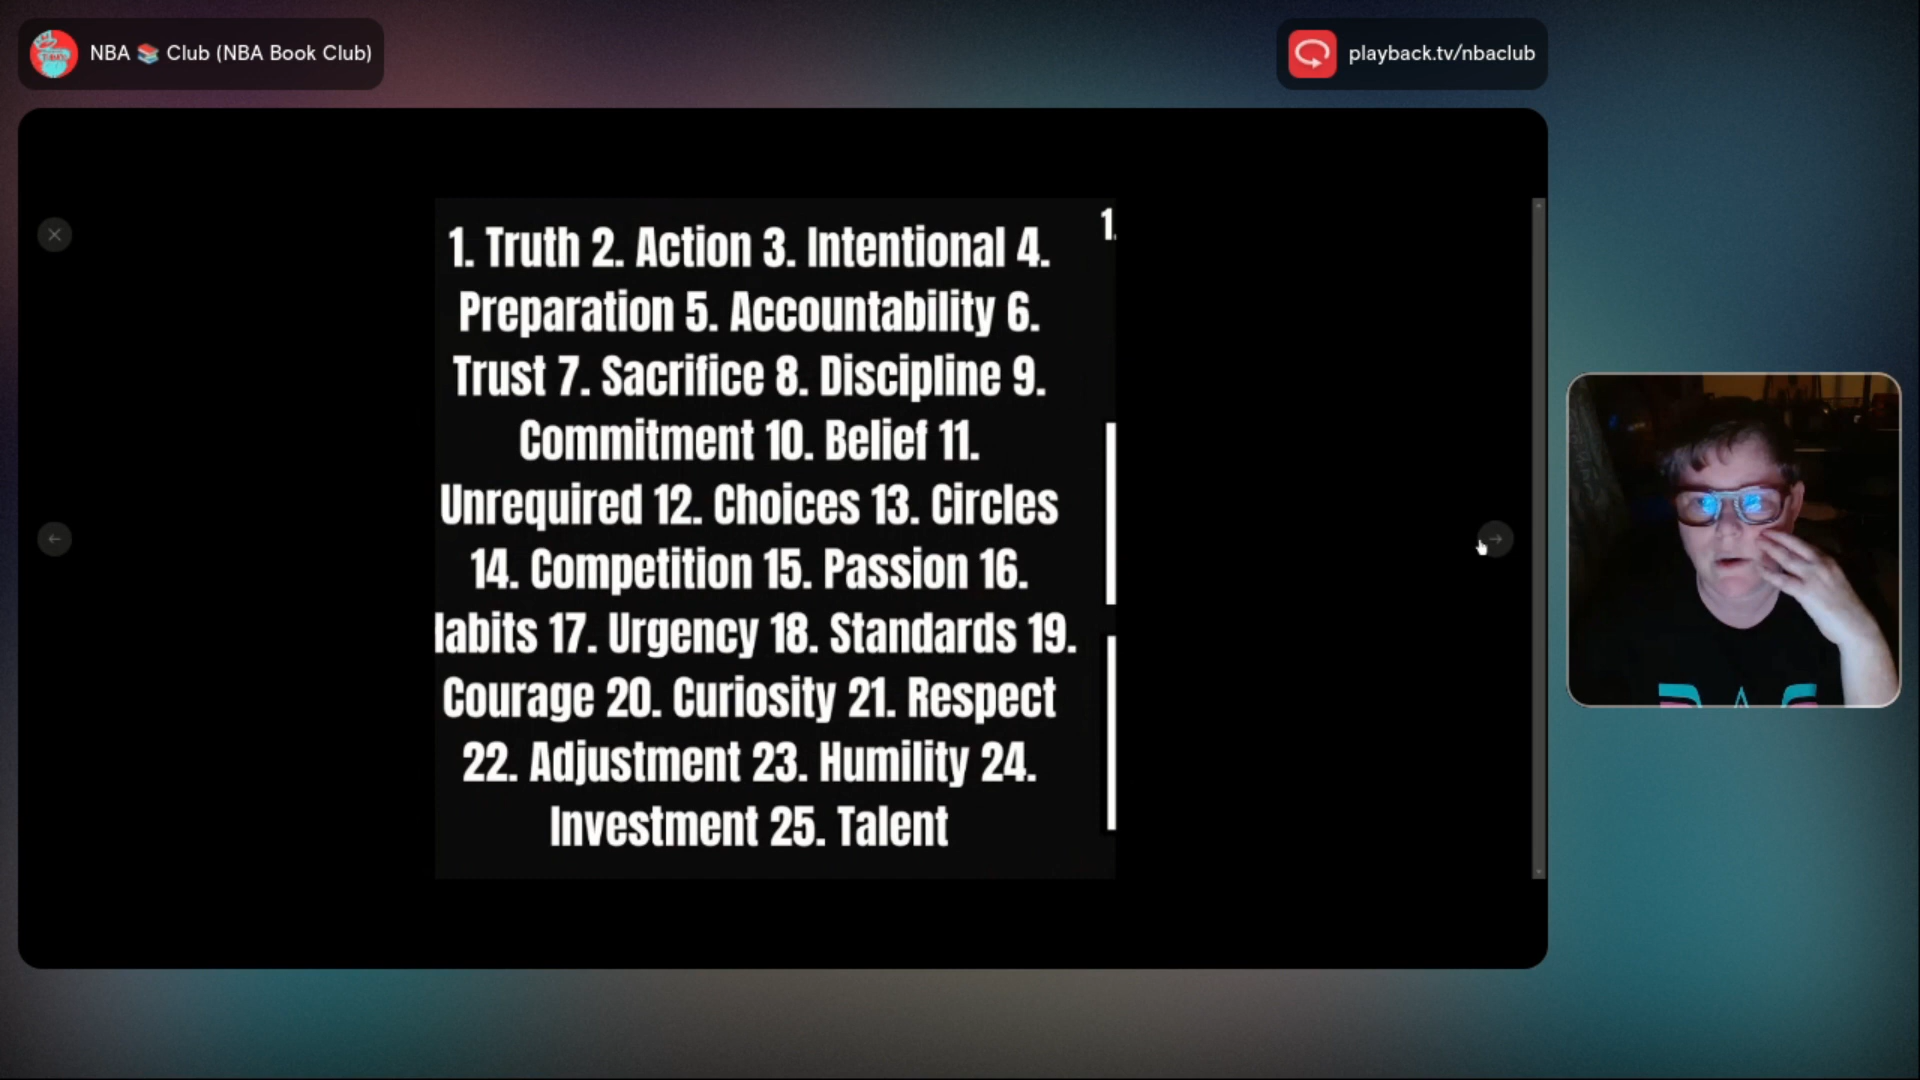 NBA 📚 Club (NBA Book Club)
playback.tv/nbaclub
1. Truth 2. Action 3. Intentional 4.
Preparation 5. Accountability 6.
Trust 7. Sacrifice 8. Discipline 9.
Commitment 10. Belief 11.
Unrequired 12. Choices 13. Circles
14. Competition 15. Passion 16.
abits 17. Urgency 18. Standards 19.
Courage 20. Curiosity 21. Respect
22. Adjustment 23. Humility 24.
Investment 25. Talent
1.